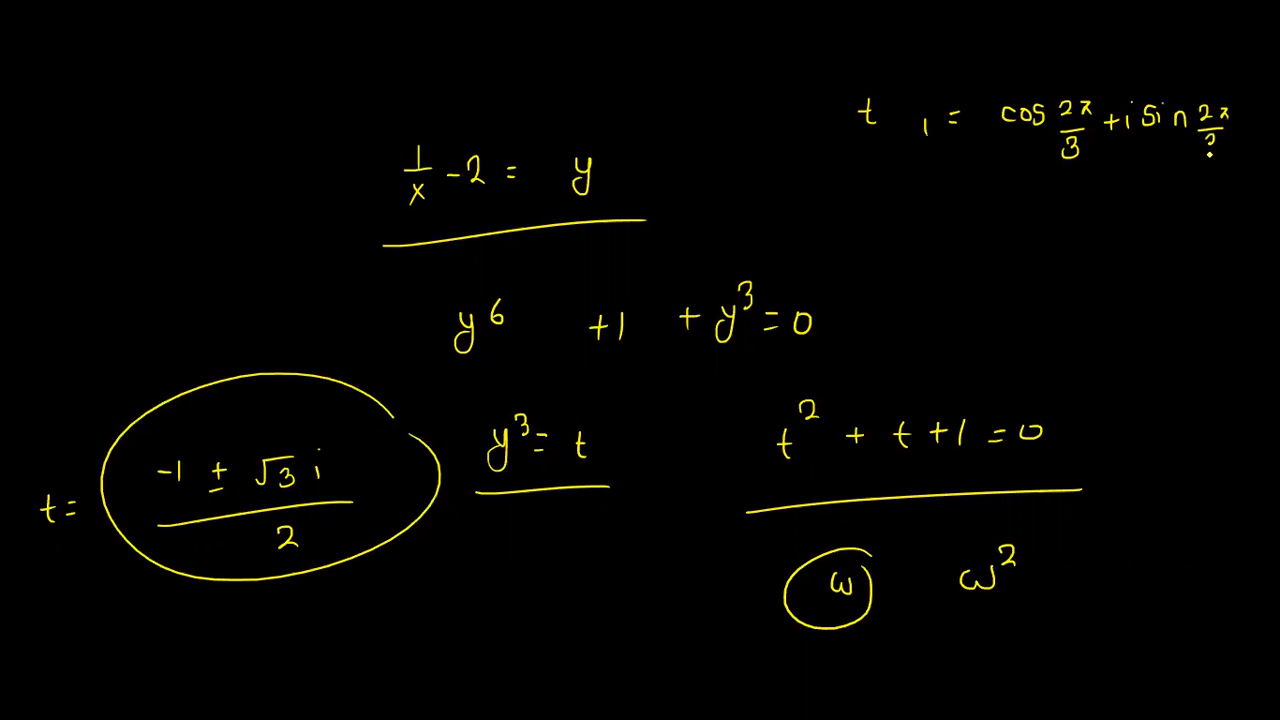 t₁ = cos 2π/3 + i sin 2π/3
1/x - 2 = y
y⁶ + 1 + y³ = 0
y³ = t
t² + t + 1 = 0
t = (-1 ± √3 i)/2
ω ω²